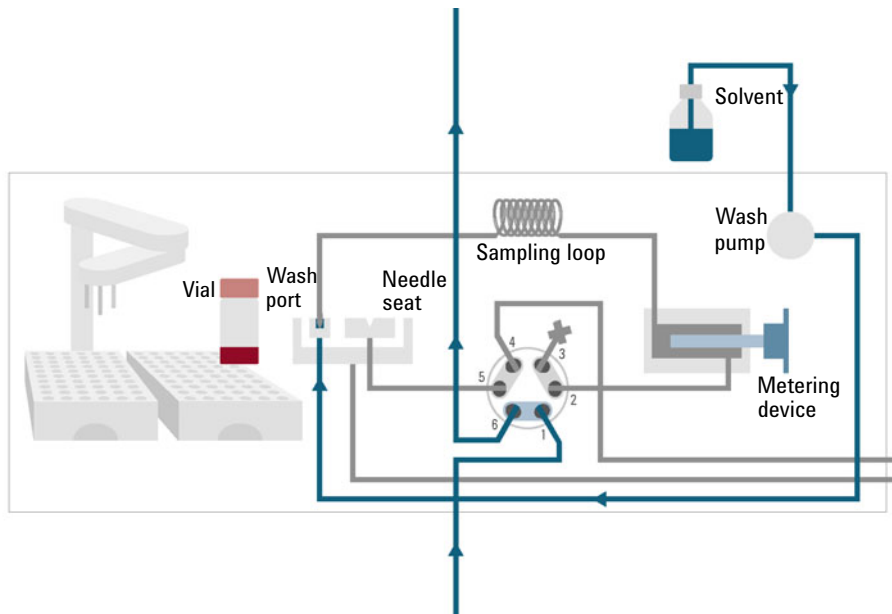 Solvent
Wash
pump
Sampling loop
Vial
Wash
port
Needle
seat
4
3
5
2
6
1
Metering
device